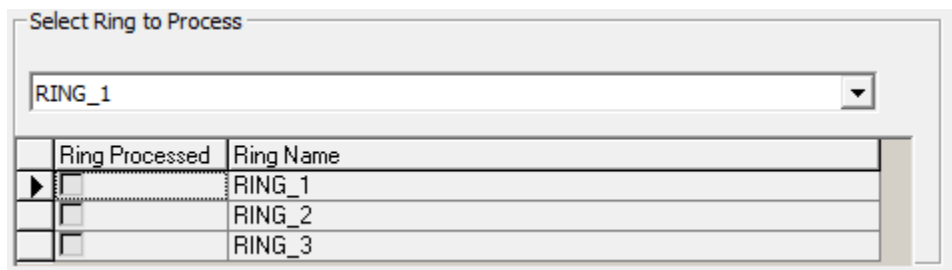 Select Ring to Process
RING_1
Ring Processed Ring Name
RING_1
RING_2
RING_3